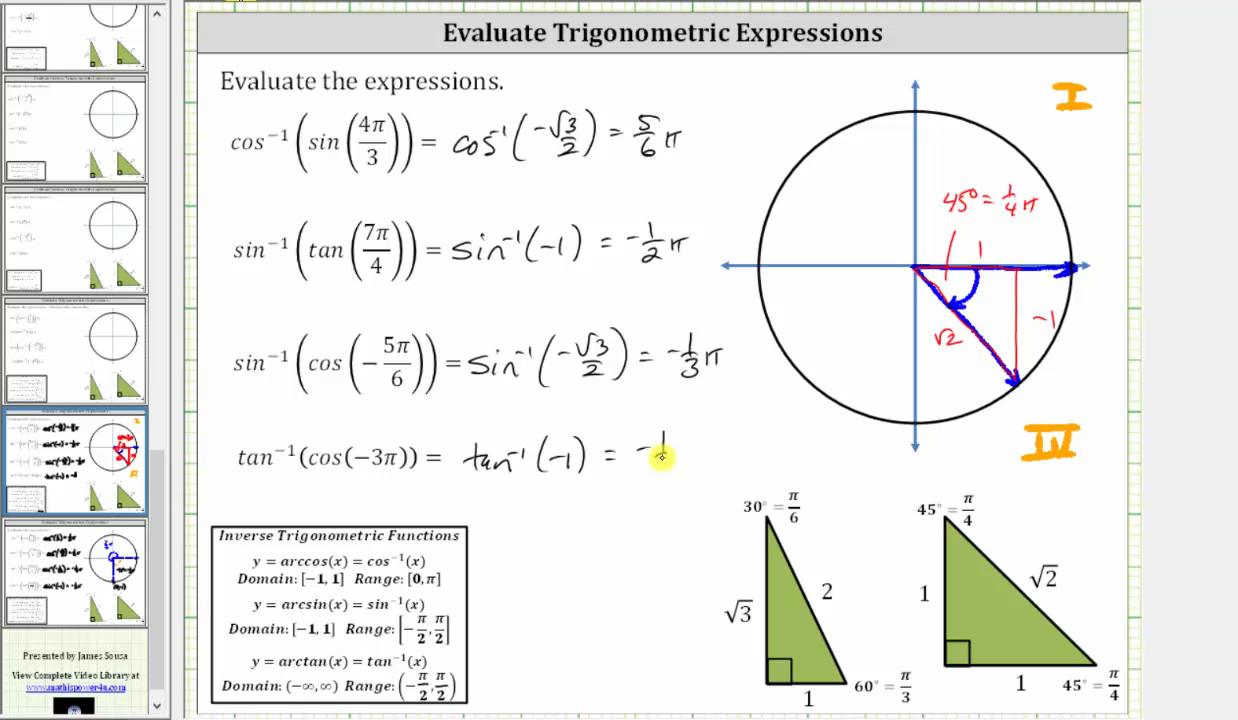 Evaluate Trigonometric Expressions
Evaluate the expressions.
cos⁻¹(sin(4π/3)) = cos⁻¹(-√3/2) = 5/6 π
sin⁻¹(tan(7π/4)) = sin⁻¹(-1) = -1/2 π
sin⁻¹(cos(-5π/6)) = sin⁻¹(-√3/2) = -1/3 π
tan⁻¹(cos(-3π)) = tan⁻¹(-1) = -1
I
45° = 1/4 π
1
-1
√2
IV
Inverse Trigonometric Functions
y = arccos(x) = cos⁻¹(x)
Domain: [-1, 1] Range: [0, π]
y = arcsin(x) = sin⁻¹(x)
Domain: [-1, 1] Range: [-π/2, π/2]
y = arctan(x) = tan⁻¹(x)
Domain: (-∞, ∞) Range: (-π/2, π/2)
30° = π/6
2
√3
1
60° = π/3
45° = π/4
√2
1
1
45° = π/4
Presented by James Sousa
View Complete Video Library at
www.mathispower4u.com